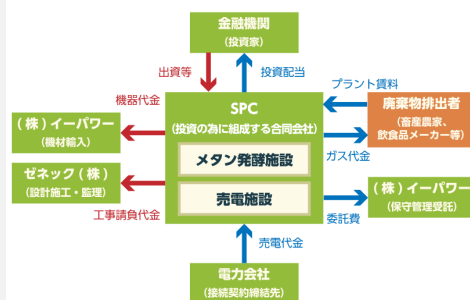 金融機関
(投資家)
出資等
投資配当
プラント賃料
機器代金
SPC
(投資の為に組成する合同会社)
廃棄物排出者
(畜産農家、
飲食品メーカー等)
(株)イーパワー
(機材輸入)
メタン発酵施設
ガス代金
ゼネック(株)
(設計施工・監理)
売電施設
(株)イーパワー
(保守管理受託)
工事請負代金
委託費
売電代金
電力会社
(接続契約締結先)